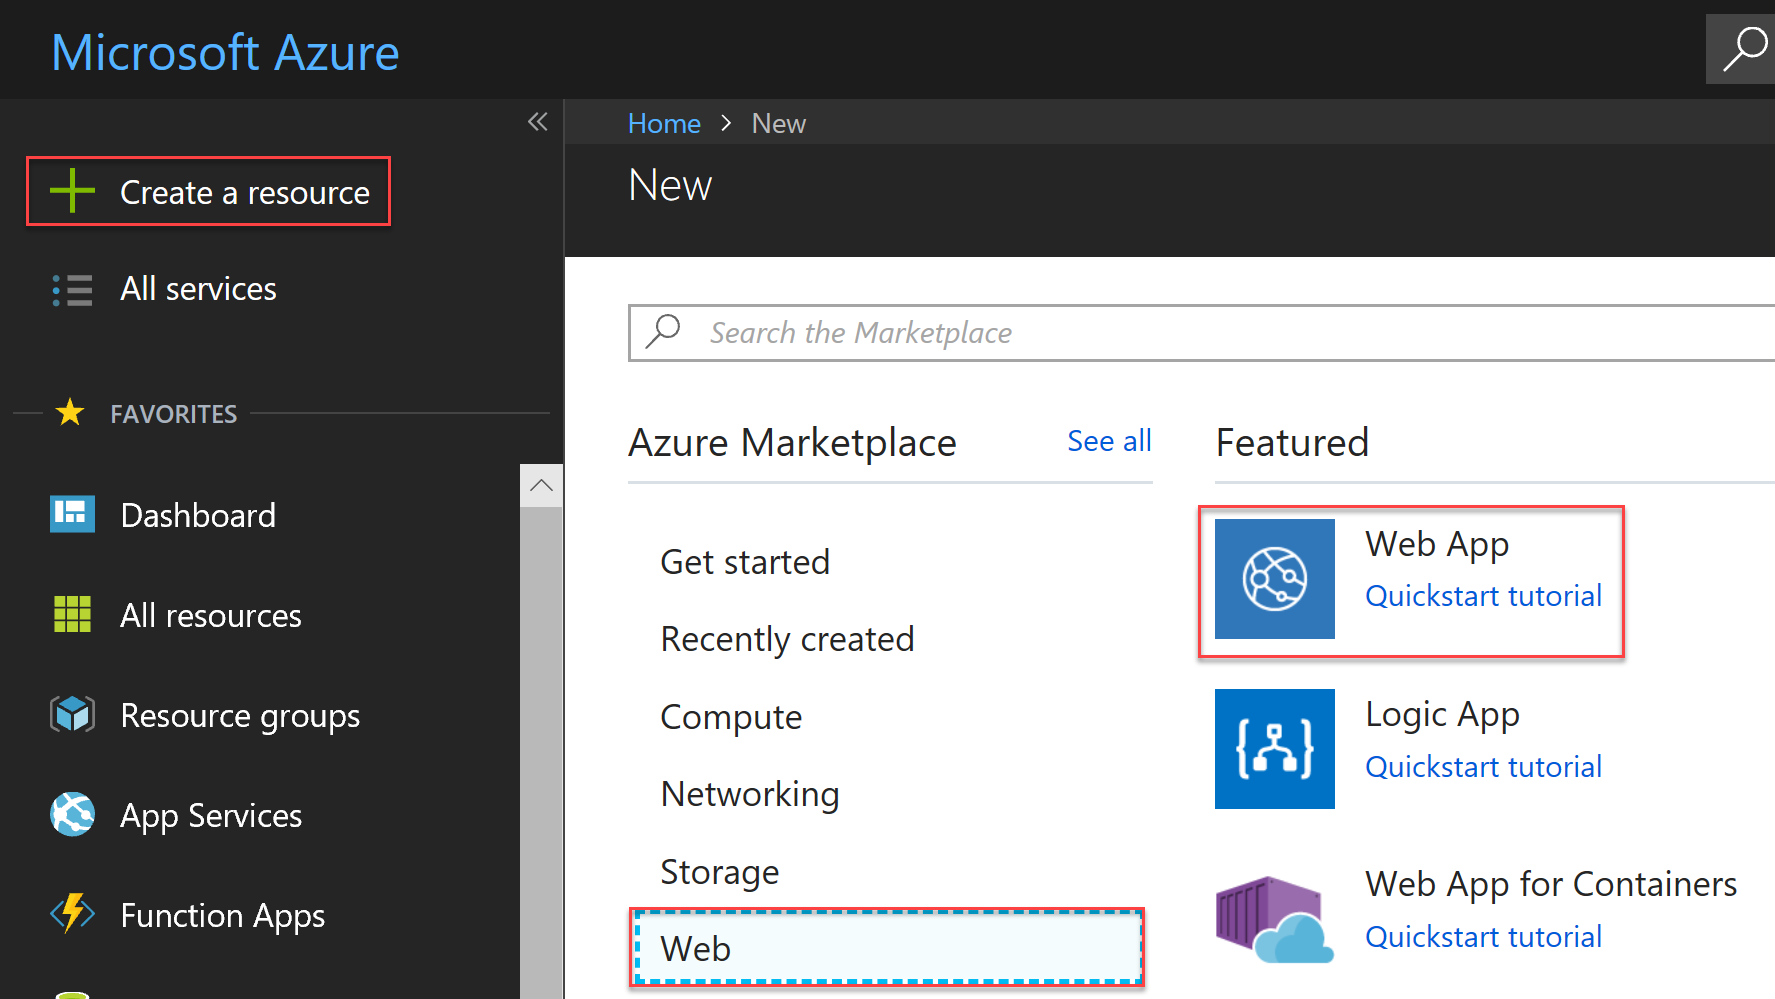 Microsoft Azure
Create a resource
All services
FAVORITES
Dashboard
All resources
Resource groups
App Services
Function Apps
Home > New
New
Search the Marketplace
Azure Marketplace
See all
Get started
Recently created
Compute
Networking
Storage
Web
Featured
Web App
Quickstart tutorial
Logic App
Quickstart tutorial
Web App for Containers
Quickstart tutorial